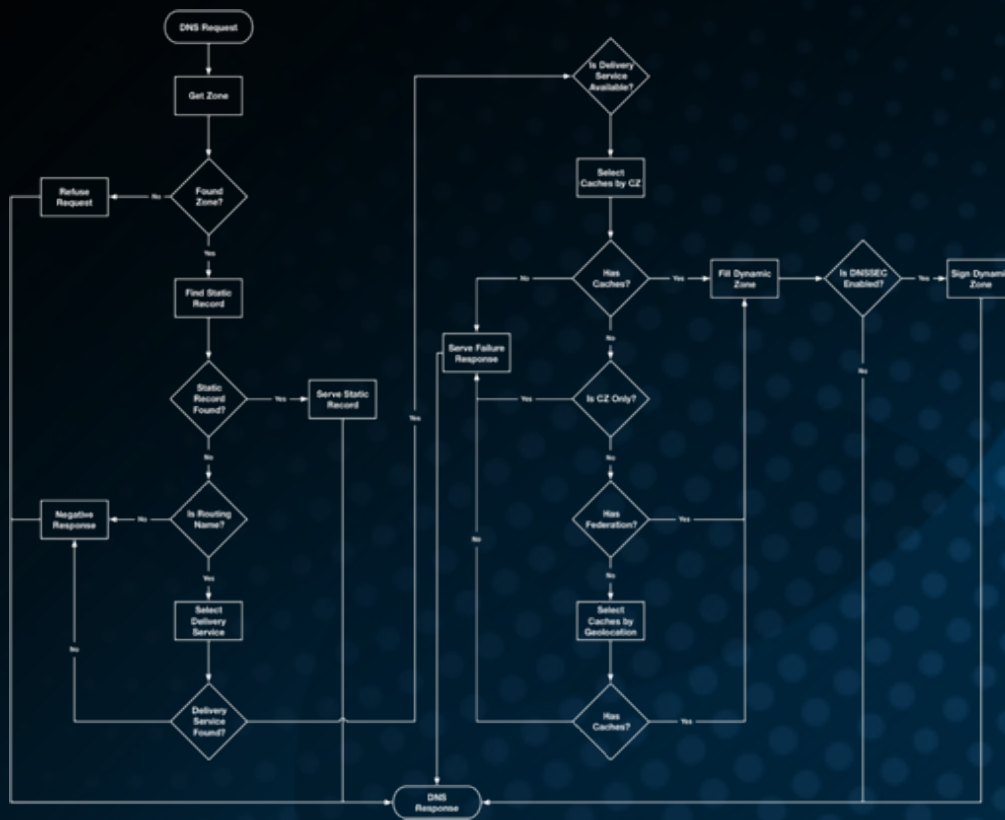 DNS Request
Get Zone
Found
Zone?
No
Refuse
Request
Yes
Find Static
Record
Static
Record
Found?
Yes
Serve Static
Record
No
Is Routing
Name?
No
Negative
Response
Yes
Select
Delivery
Service
Delivery
Service
Found?
No
Yes
Is Delivery
Service
Available?
Select
Caches by CZ
Has
Caches?
No
Serve Failure
Response
Yes
Fill Dynamic
Zone
Is DNSSEC
Enabled?
Yes
Sign Dynamic
Zone
No
No
Is CZ Only?
Yes
No
Has
Federation?
Yes
No
Select
Caches by
Geolocation
Has
Caches?
Yes
No
DNS
Response